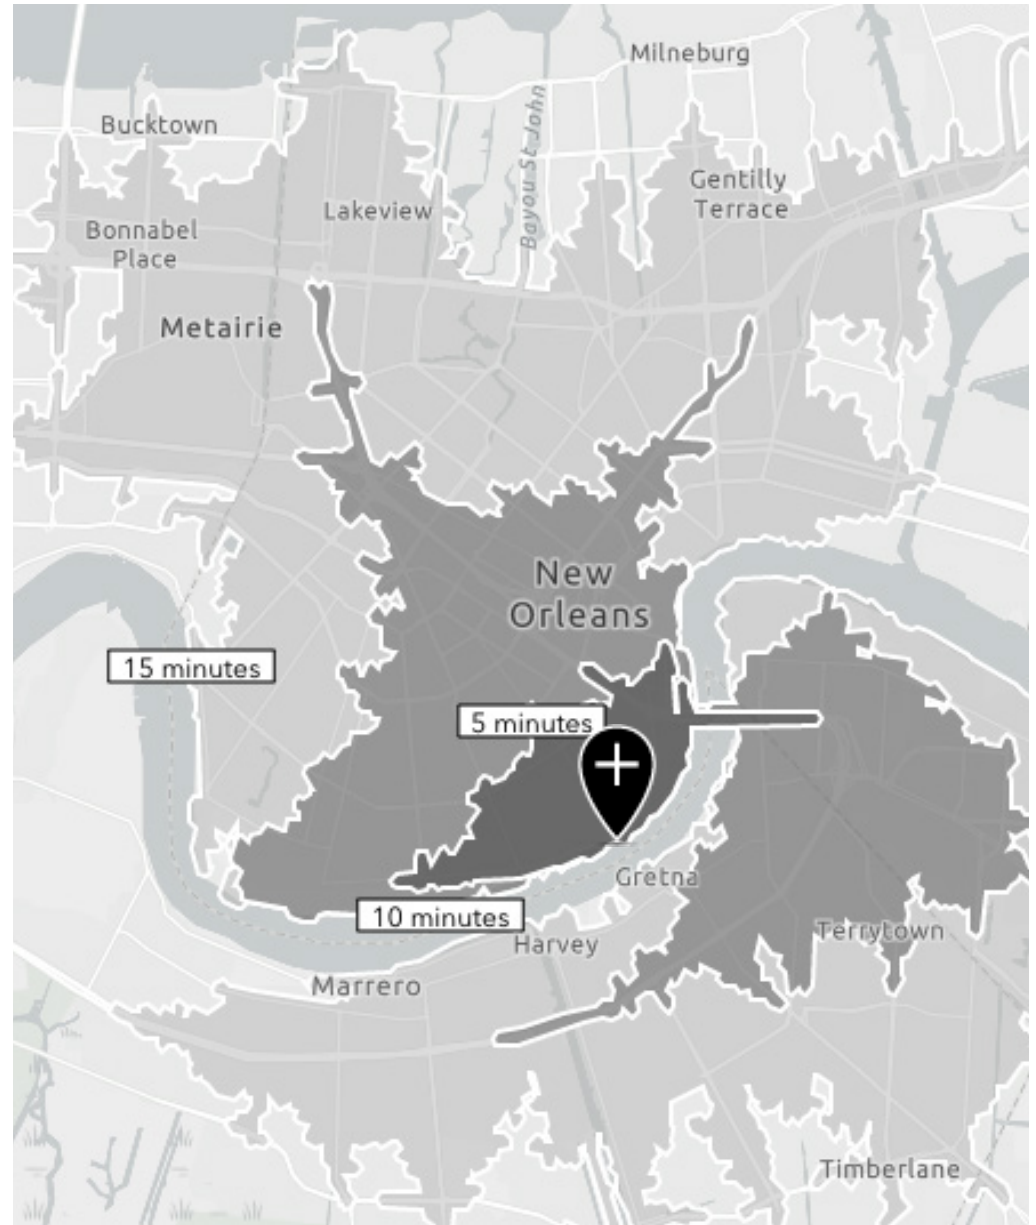 Milneburg
Bucktown
Bayou St John
Gentilly
Terrace
Lakeview
Bonnabel
Place
Metairie
New
Orleans
15 minutes
5 minutes
Gretna
10 minutes
Harvey
Terrytown
Marrero
Timberlane